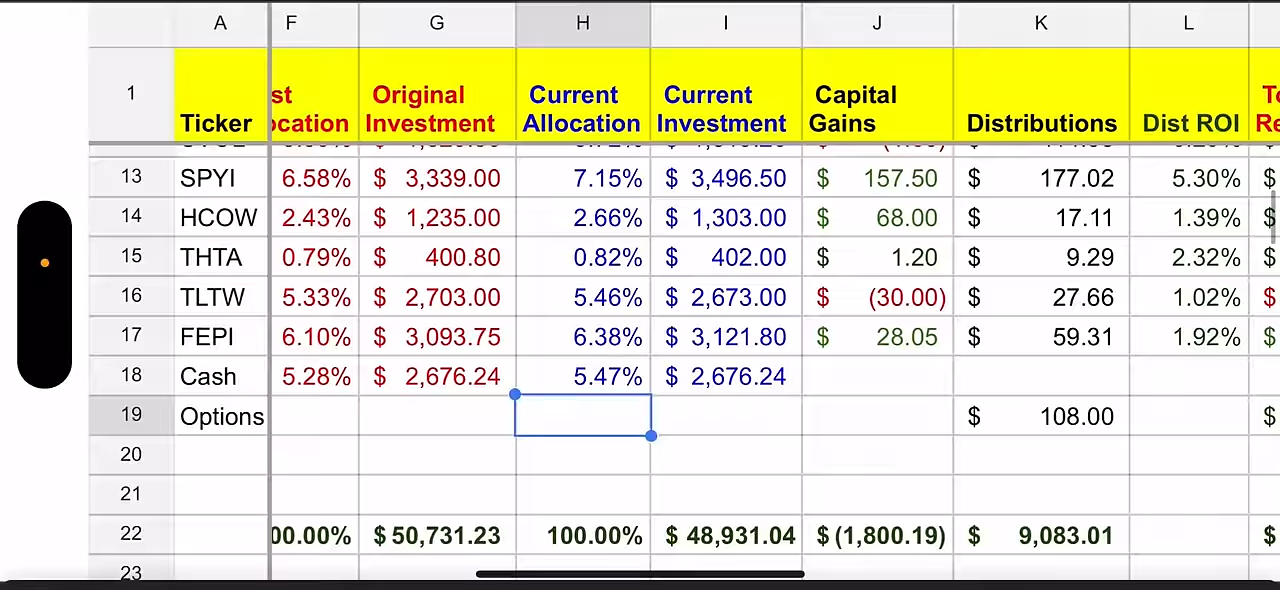 A F G H I J K L
1 Ticker st ocation Original Investment Current Allocation Current Investment Capital Gains Distributions Dist ROI
13 SPYI 6.58% $ 3,339.00 7.15% $ 3,496.50 $ 157.50 $ 177.02 5.30% $
14 HCOW 2.43% $ 1,235.00 2.66% $ 1,303.00 $ 68.00 $ 17.11 1.39% $
15 THTA 0.79% $ 400.80 0.82% $ 402.00 $ 1.20 $ 9.29 2.32% $
16 TLTW 5.33% $ 2,703.00 5.46% $ 2,673.00 $ (30.00) $ 27.66 1.02% $
17 FEPI 6.10% $ 3,093.75 6.38% $ 3,121.80 $ 28.05 $ 59.31 1.92% $
18 Cash 5.28% $ 2,676.24 5.47% $ 2,676.24
19 Options $ 108.00 $
20
21
22 00.00% $ 50,731.23 100.00% $ 48,931.04 $ (1,800.19) $ 9,083.01 $
23